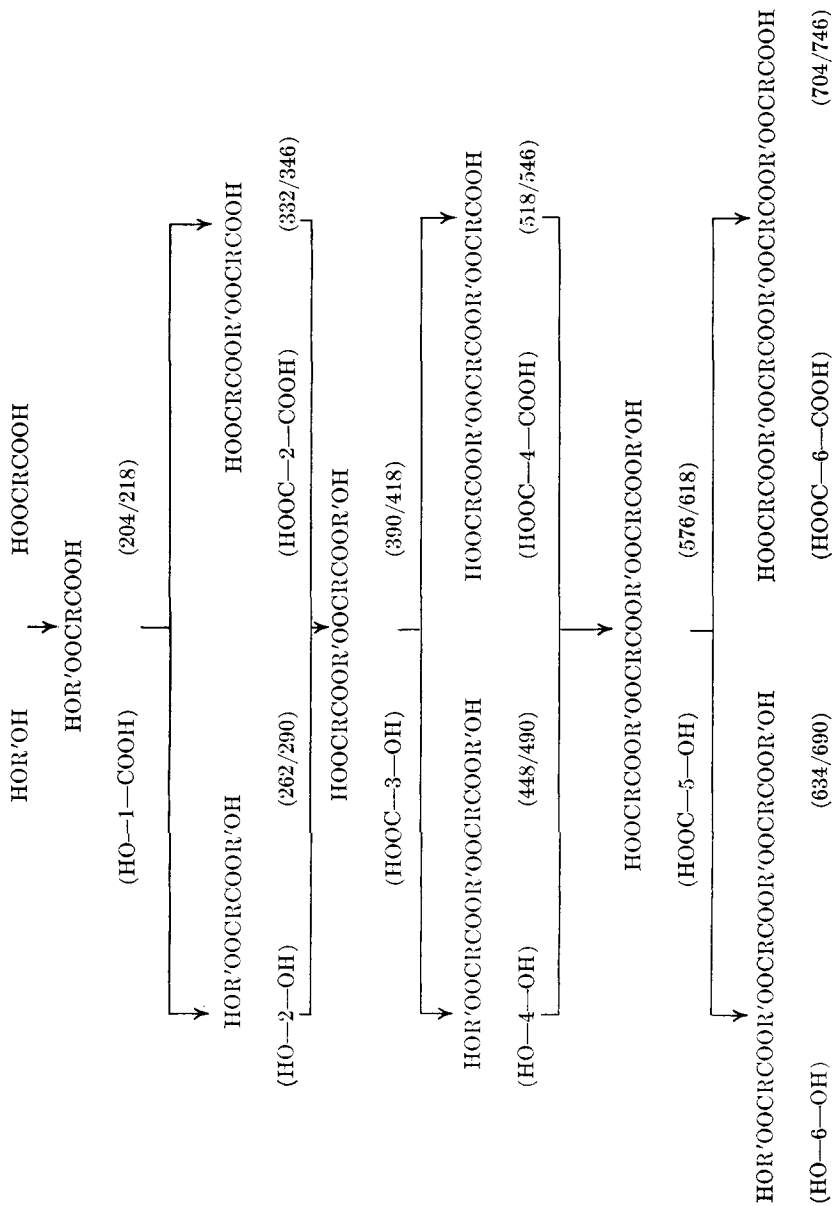 HOR'OH HOOCRCOOH
HOR'OOCRCOOH
(HO—1—COOH) (204/218)
HOR'OOCRCOOR'OH HOOCRCOOR'OOCRCOOH
(HO—2—OH) (262/290) (HOOC—2—COOH) (332/346)
HOOCRCOOR'OOCRCOOR'OH
(HOOC—3—OH) (390/418)
HOR'OOCRCOOR'OOCRCOOR'OH HOOCRCOOR'OOCRCOOR'OOCRCOOH
(HO—4—OH) (448/490) (HOOC—4—COOH) (518/546)
HOOCRCOOR'OOCRCOOR'OOCRCOOR'OH
(HOOC—5—OH) (576/618)
HOR'OOCRCOOR'OOCRCOOR'OOCRCOOR'OH HOOCRCOOR'OOCRCOOR'OOCRCOOR'OOCRCOOH
(HO—6—OH) (634/690) (HOOC—6—COOH) (704/746)